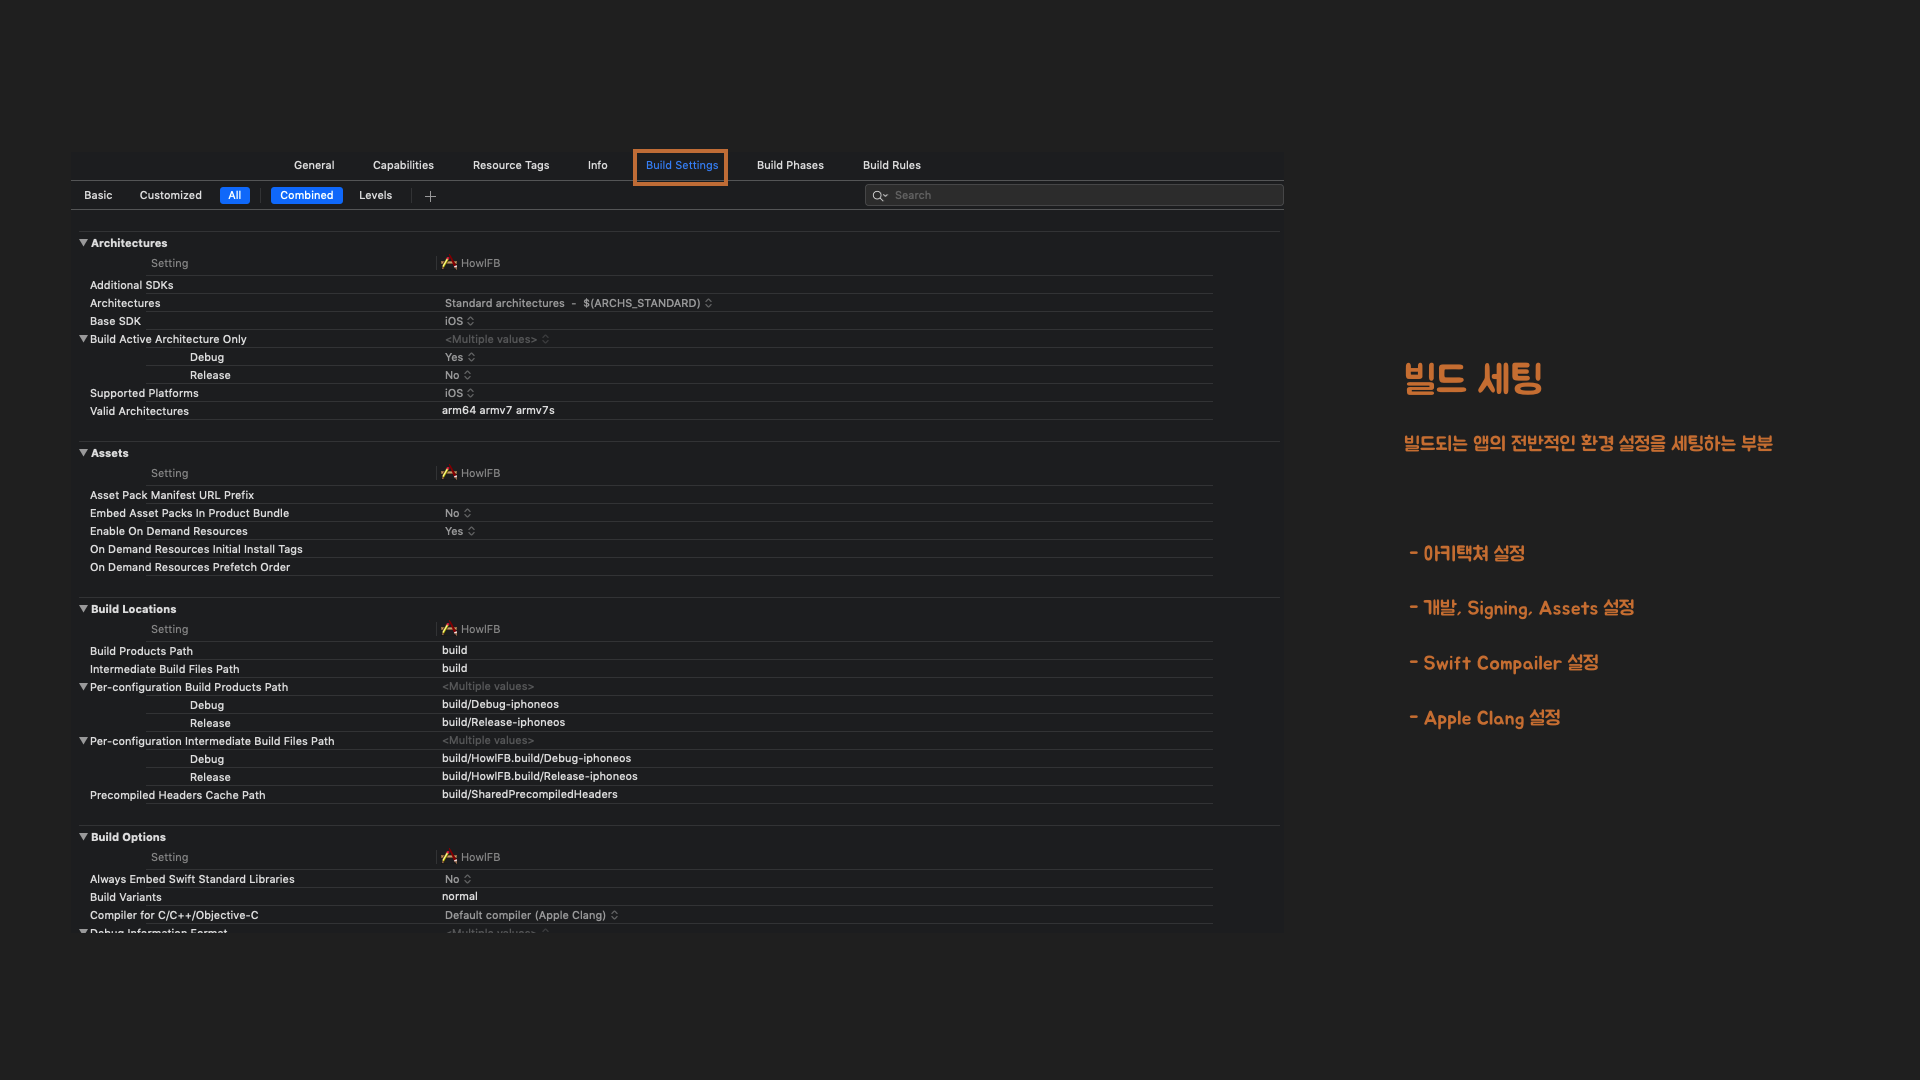 General Capabilities Resource Tags Info Build Settings Build Phases Build Rules
Basic Customized All Combined Levels + Search
Architectures
Setting HowlFB
Additional SDKs
Architectures Standard architectures - $(ARCHS_STANDARD)
Base SDK iOS
Build Active Architecture Only <Multiple values>
Debug Yes
Release No
Supported Platforms iOS
Valid Architectures arm64 armv7 armv7s
Assets
Setting HowlFB
Asset Pack Manifest URL Prefix
Embed Asset Packs In Product Bundle No
Enable On Demand Resources Yes
On Demand Resources Initial Install Tags
On Demand Resources Prefetch Order
Build Locations
Setting HowlFB
Build Products Path build
Intermediate Build Files Path build
Per-configuration Build Products Path <Multiple values>
Debug build/Debug-iphoneos
Release build/Release-iphoneos
Per-configuration Intermediate Build Files Path <Multiple values>
Debug build/HowlFB.build/Debug-iphoneos
Release build/HowlFB.build/Release-iphoneos
Precompiled Headers Cache Path build/SharedPrecompiledHeaders
Build Options
Setting HowlFB
Always Embed Swift Standard Libraries No
Build Variants normal
Compiler for C/C++/Objective-C Default compiler (Apple Clang)
Debug Information Format <Multiple values>
빌드 세팅
빌드되는 앱의 전반적인 환경 설정을 세팅하는 부분
- 아키택쳐 설정
- 개발, Signing, Assets 설정
- Swift Compailer 설정
- Apple Clang 설정